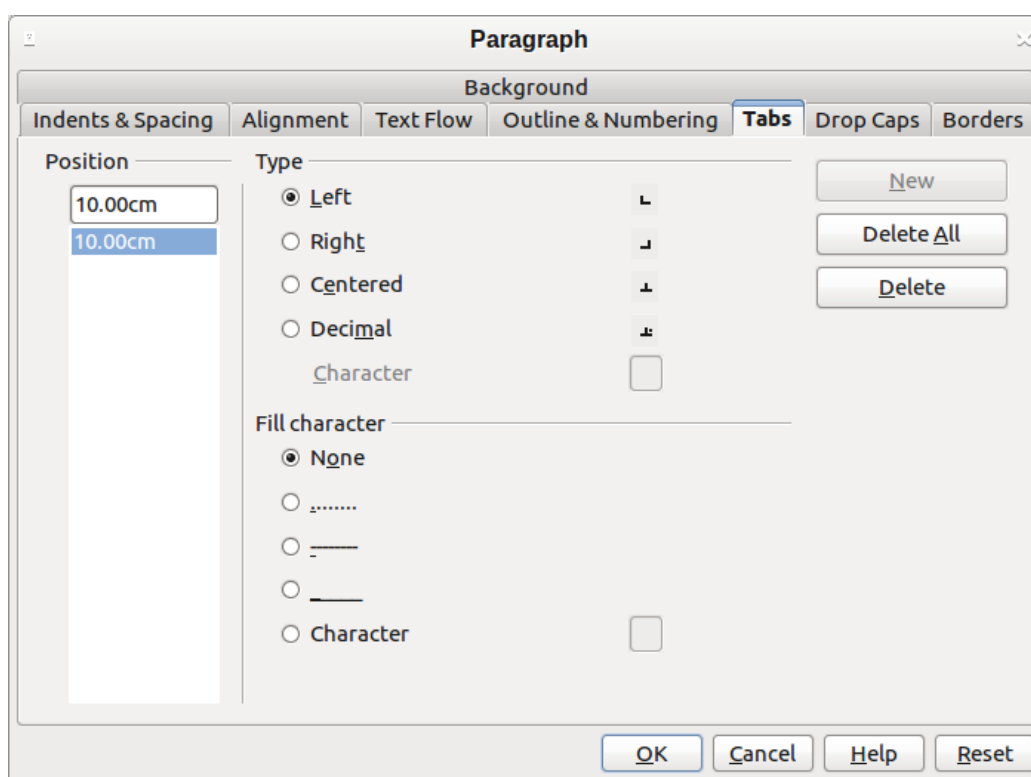 Paragraph
Background
Indents & Spacing Alignment Text Flow Outline & Numbering Tabs Drop Caps Borders
Position
10.00cm
10.00cm
Type
Left
Right
Centered
Decimal
Character
Fill character
None
........
--------
______
Character
New
Delete All
Delete
OK Cancel Help Reset